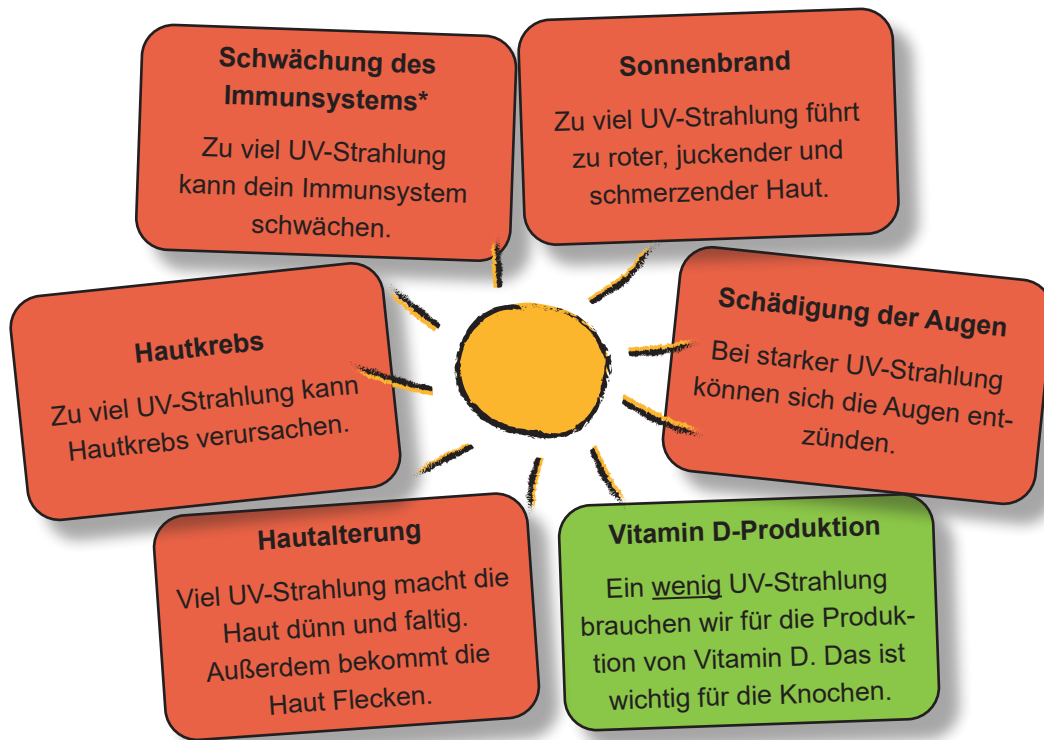 Schwächung des
Immunsystems*
Zu viel UV-Strahlung
kann dein Immunsystem
schwächen.
Sonnenbrand
Zu viel UV-Strahlung führt
zu roter, juckender und
schmerzender Haut.
Hautkrebs
Zu viel UV-Strahlung kann
Hautkrebs verursachen.
Schädigung der Augen
Bei starker UV-Strahlung
können sich die Augen ent-
zünden.
Hautalterung
Viel UV-Strahlung macht die
Haut dünn und faltig.
Außerdem bekommt die
Haut Flecken.
Vitamin D-Produktion
Ein wenig UV-Strahlung
brauchen wir für die Produk-
tion von Vitamin D. Das ist
wichtig für die Knochen.